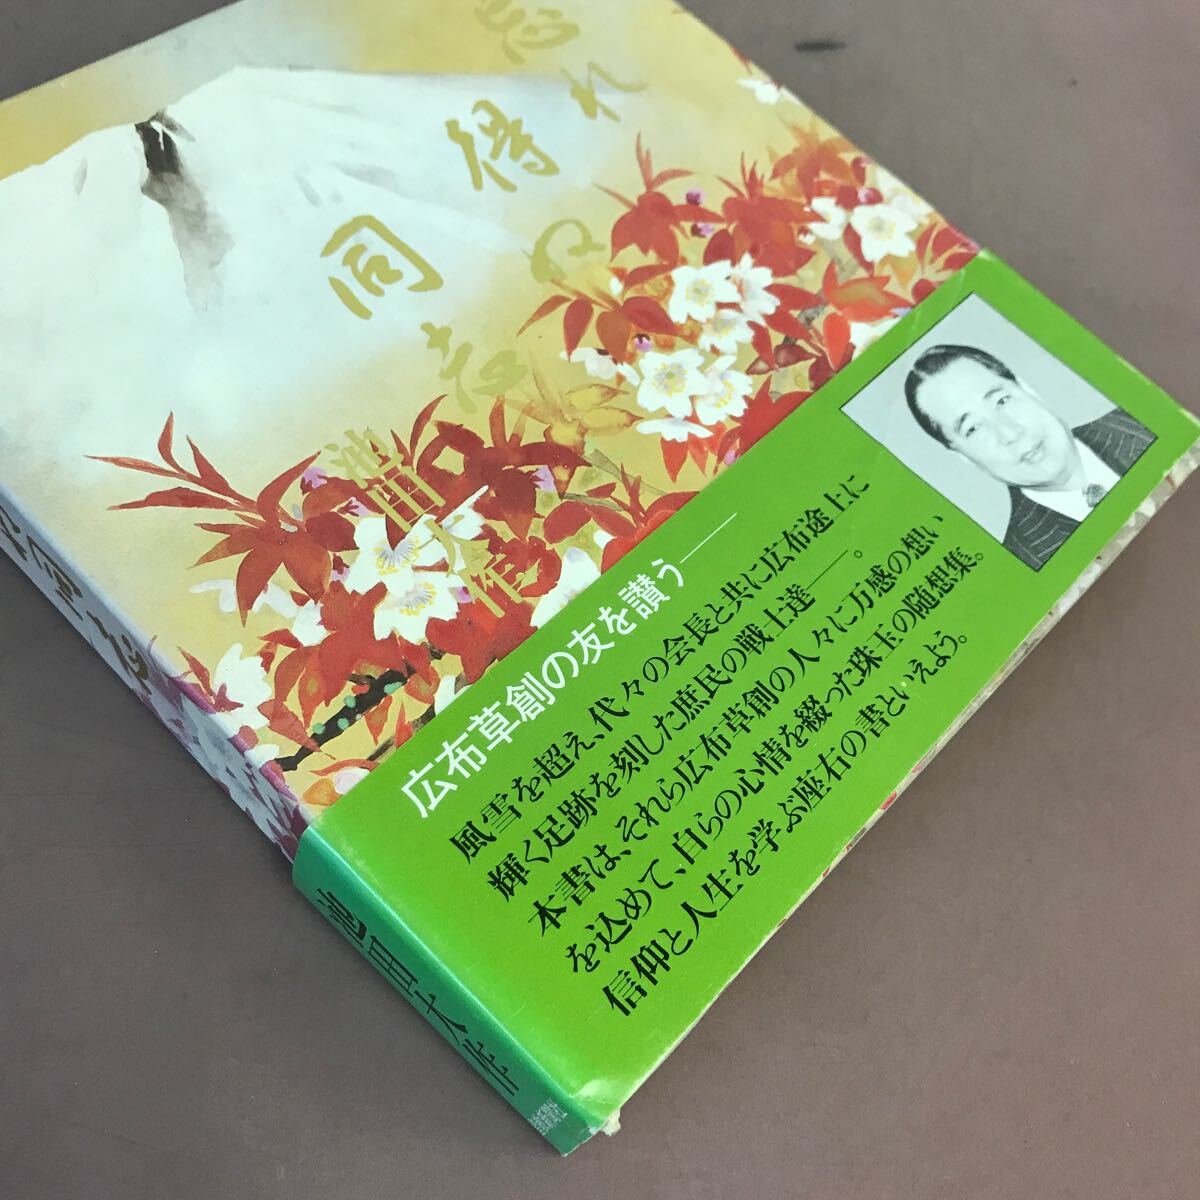 忘れ
得ぬ
同志
池田大作
広布草創の友を讃う――
風雪を超え、代々の会長と共に広布途上に
輝く足跡を刻した庶民の戦士達――。
本書は、それら広布草創の人々に万感の想い
を込めて、自らの心情を綴った珠玉の随想集。
信仰と人生を学ぶ座右の書といえよう。
ぬ同志
池田大作